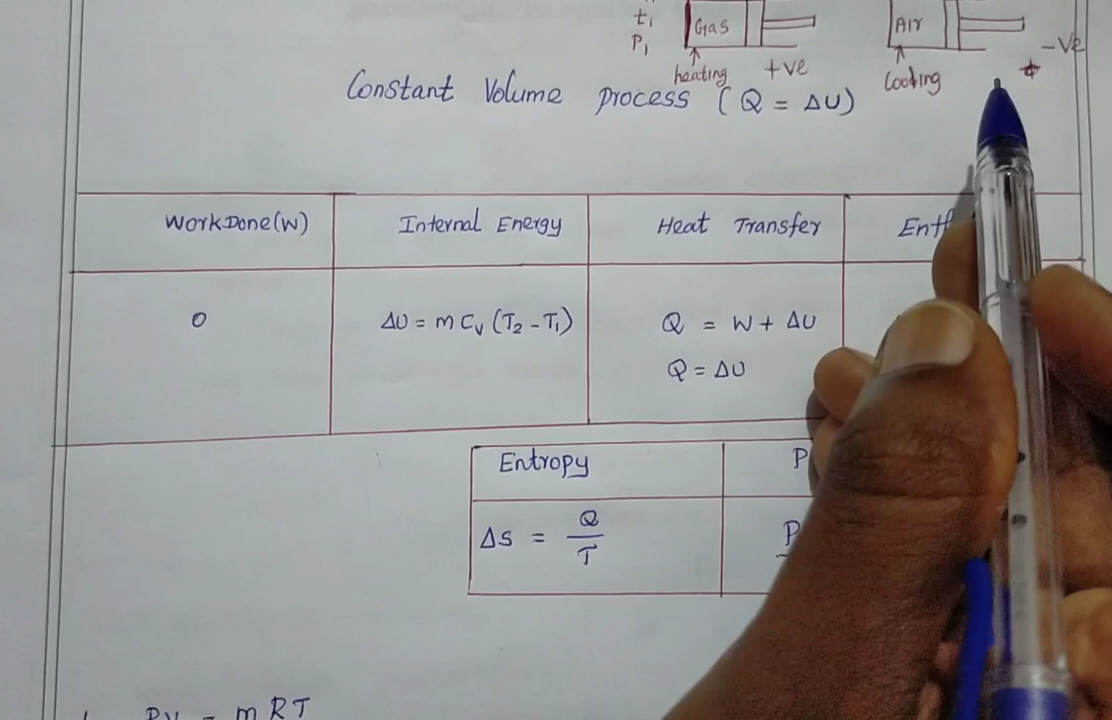 t₁ Gas Air
P₁ -Ve
heating +ve Cooling
Constant Volume process (Q = ΔU)
WorkDone(W) Internal Energy Heat Transfer
0 ΔU = m Cv (T₂ - T₁) Q = W + ΔU
Q = ΔU
Entropy P
ΔS = Q/T P
PV = mRT